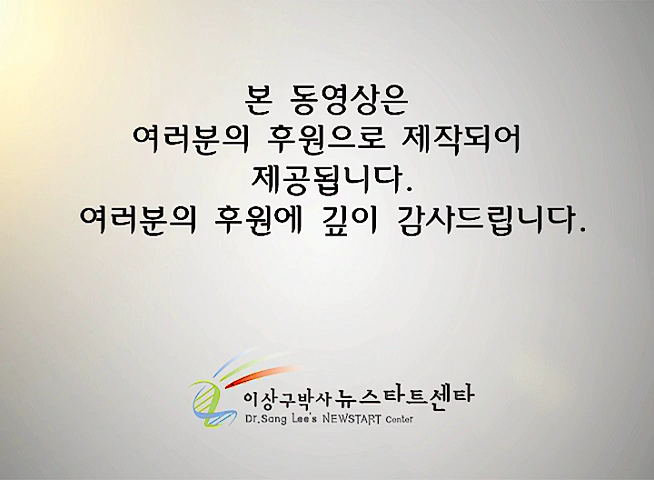 본 동영상은
여러분의 후원으로 제작되어
제공됩니다.
여러분의 후원에 깊이 감사드립니다.
이상구박사 뉴스타트센타
Dr.Sang Lee's NEWSTART Center